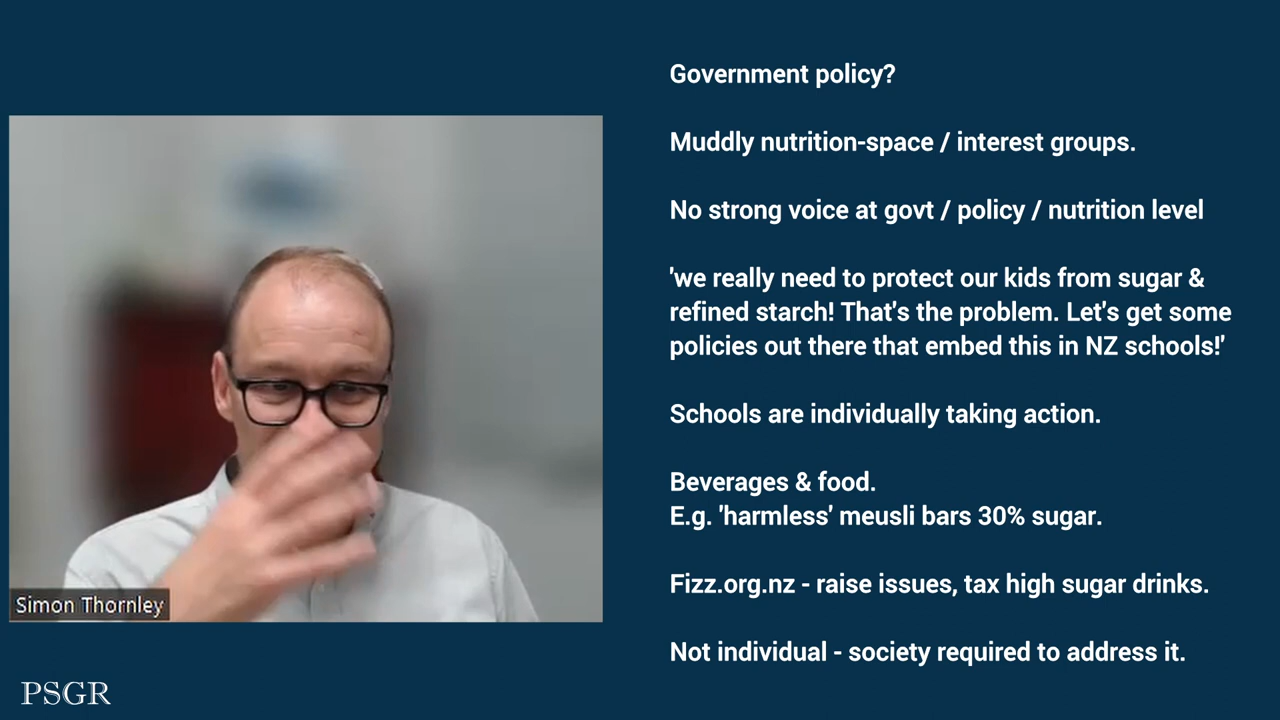 Government policy?
Muddly nutrition-space / interest groups.
No strong voice at govt / policy / nutrition level
'we really need to protect our kids from sugar &
refined starch! That's the problem. Let's get some
policies out there that embed this in NZ schools!'
Schools are individually taking action.
Beverages & food.
E.g. 'harmless' meusli bars 30% sugar.
Fizz.org.nz - raise issues, tax high sugar drinks.
Not individual - society required to address it.
Simon Thornley
PSGR